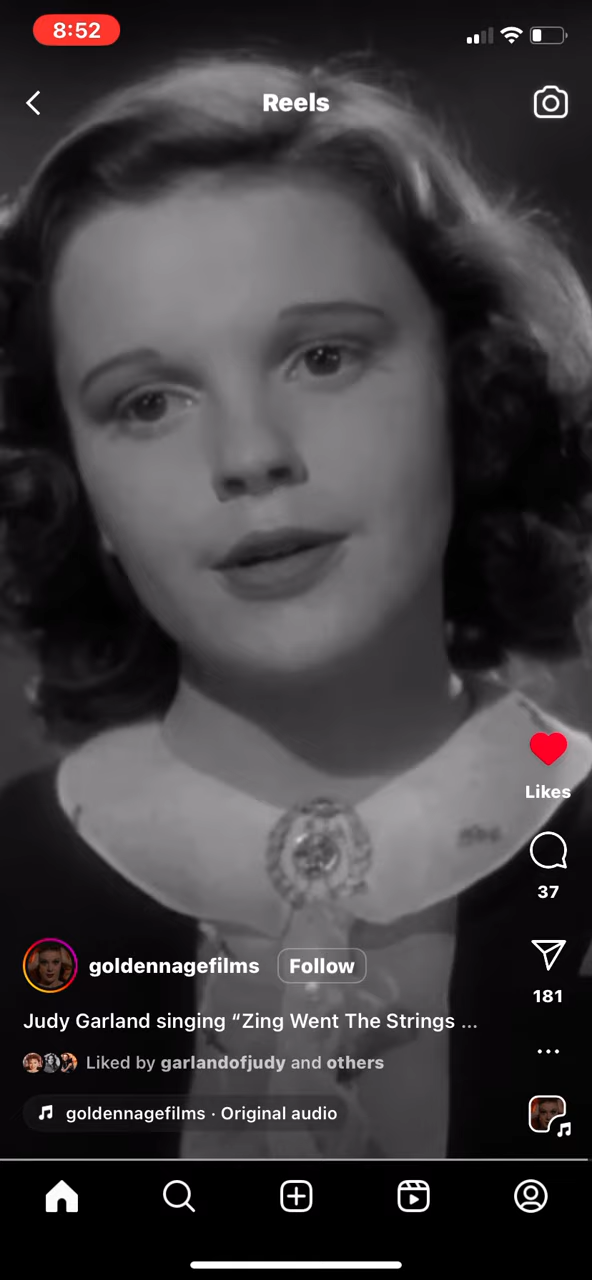 8:52
Reels
Likes
37
181
goldennagefilms Follow
Judy Garland singing “Zing Went The Strings ...
Liked by garlandofjudy and others
goldennagefilms · Original audio